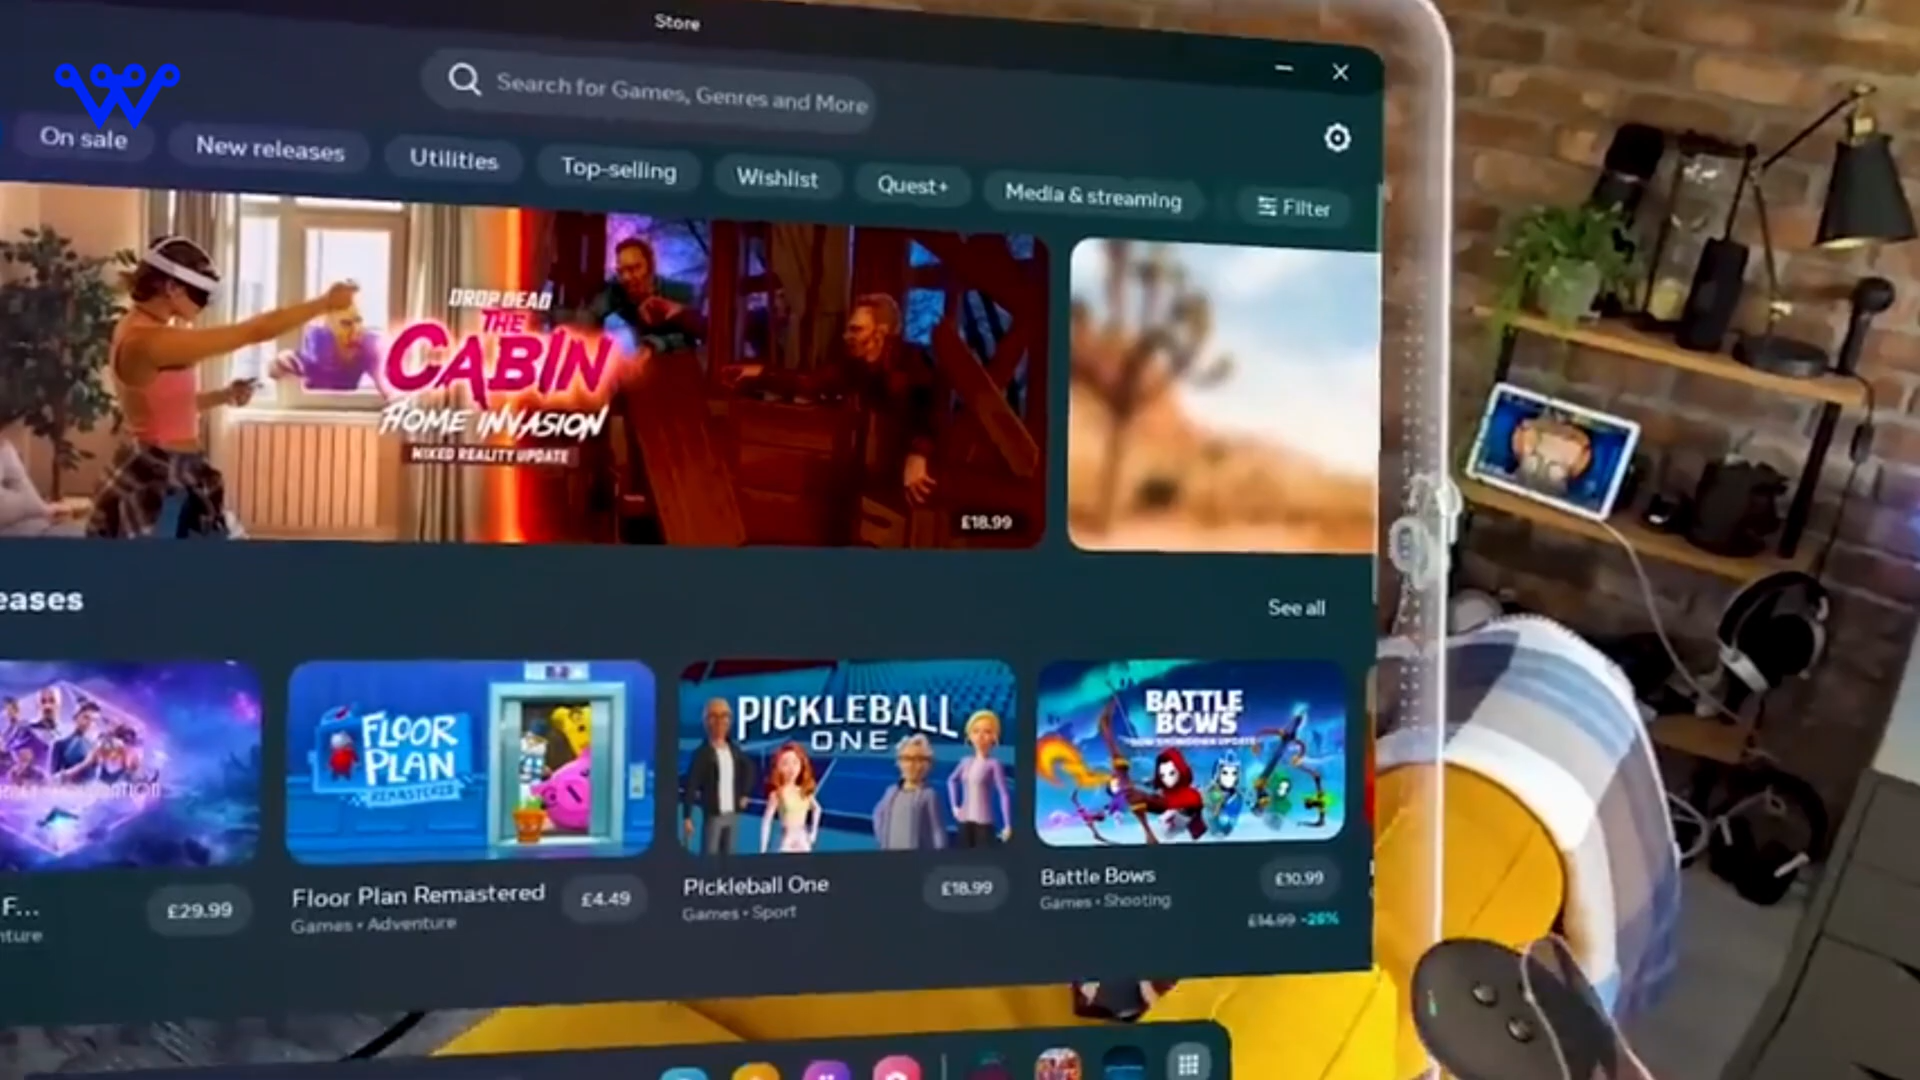 Store
Search for Games, Genres and More
On sale
New releases
Utilities
Top-selling
Wishlist
Quest+
Media & streaming
Filter
DROP DEAD
THE
CABIN
HOME INVASION
MIXED REALITY UPDATE
£18.99
eases
See all
FLOOR
PLAN
REMASTERED
PICKLEBALL
ONE
BATTLE
BOWS
F...
£29.99
Floor Plan Remastered
£4.49
Games • Adventure
Pickleball One
£18.99
Games • Sport
Battle Bows
£10.99
Games • Shooting
£14.99 -26%